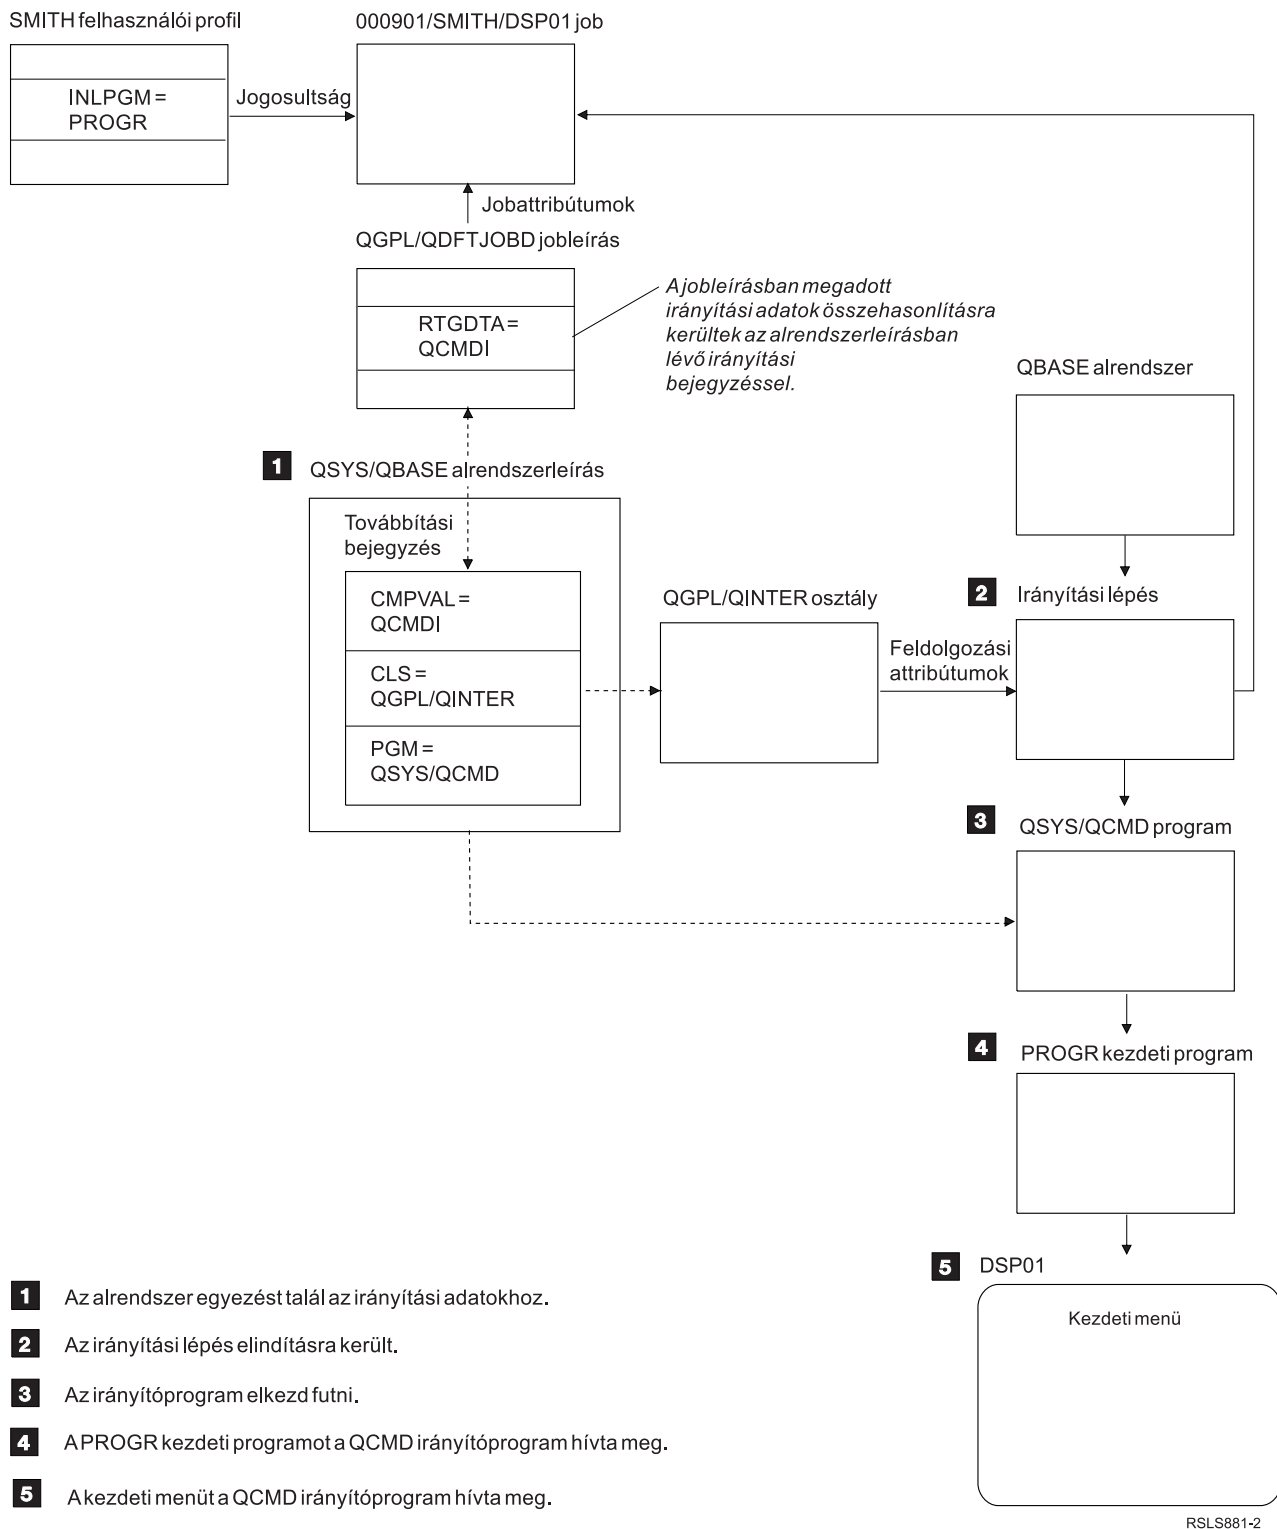 SMITH felhasználói profil
000901/SMITH/DSP01 job
INLPGM =
PROGR
Jogosultság
Jobattribútumok
QGPL/QDFTJOBD jobleírás
RTGDTA =
QCMDI
A jobleírásban megadott
irányítási adatok összehasonlításra
kerültek az alrendszerleírásban
lévő irányítási
bejegyzéssel.
QBASE alrendszer
1 QSYS/QBASE alrendszerleírás
Továbbítási
bejegyzés
CMPVAL =
QCMDI
CLS =
QGPL/QINTER
PGM =
QSYS/QCMD
QGPL/QINTER osztály
Feldolgozási
attribútumok
2 Irányítási lépés
3 QSYS/QCMD program
4 PROGR kezdeti program
5 DSP01
Kezdeti menü
1 Az alrendszer egyezést talál az irányítási adatokhoz.
2 Az irányítási lépés elindításra került.
3 Az irányítóprogram elkezd futni.
4 A PROGR kezdeti programot a QCMD irányítóprogram hívta meg.
5 A kezdeti menüt a QCMD irányítóprogram hívta meg.
RSLS881-2